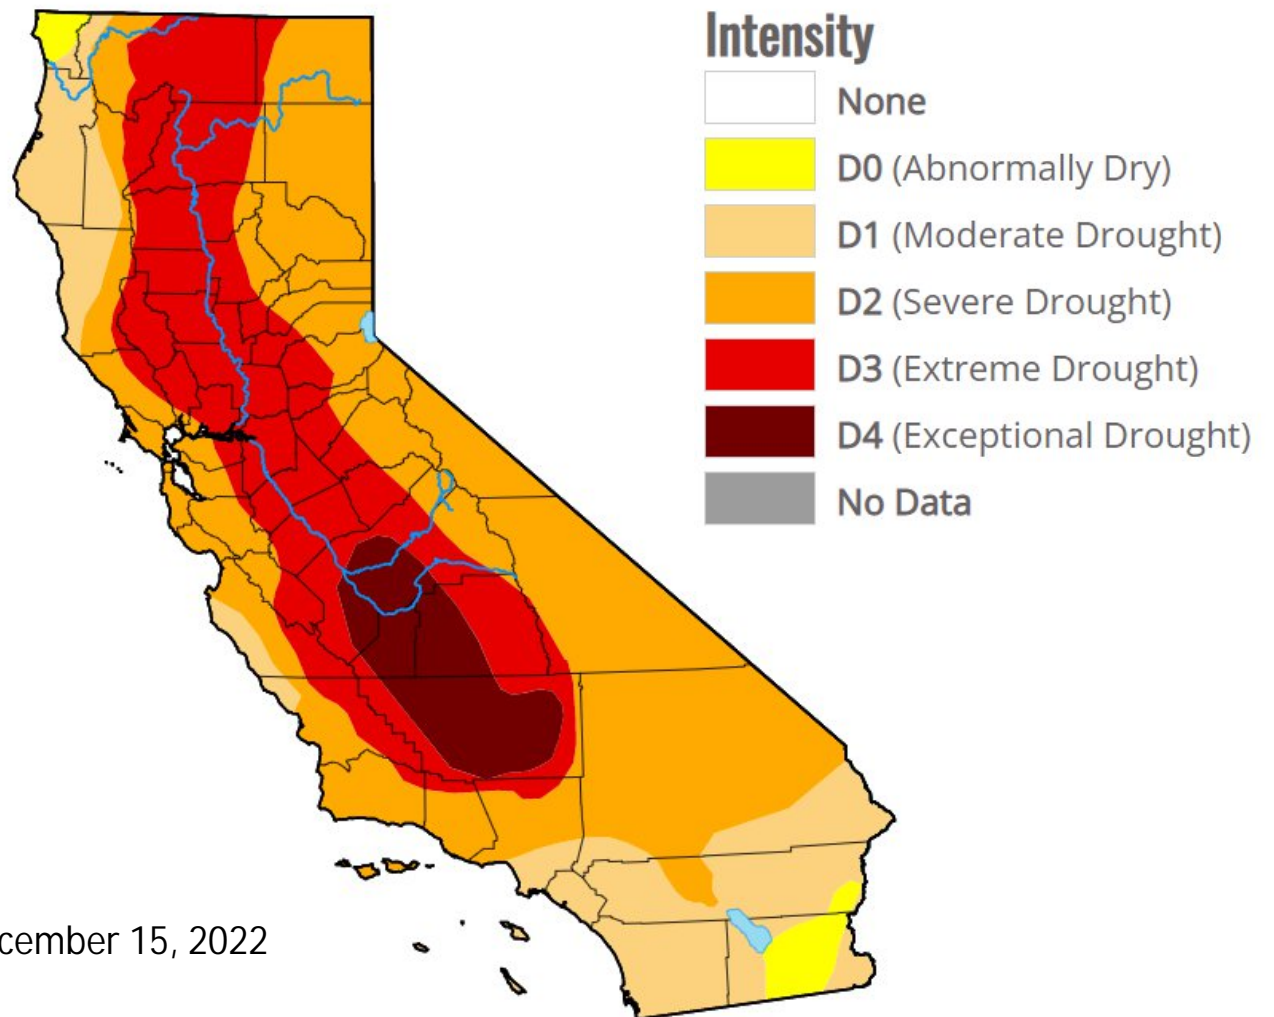 Intensity
None
D0 (Abnormally Dry)
D1 (Moderate Drought)
D2 (Severe Drought)
D3 (Extreme Drought)
D4 (Exceptional Drought)
No Data
cember 15, 2022